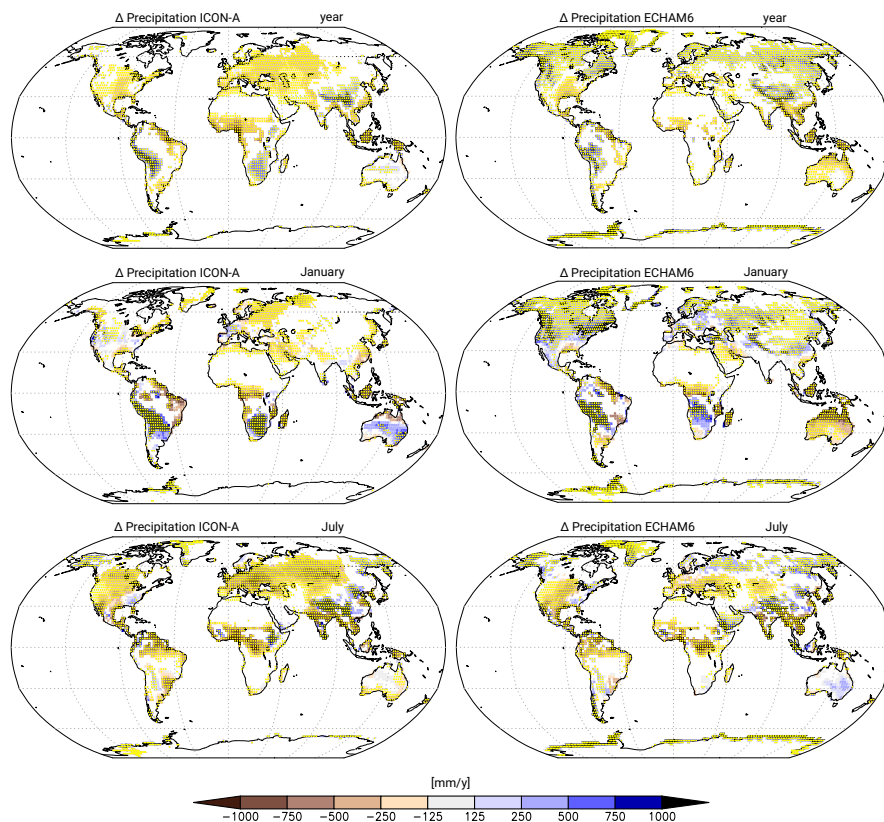 Δ Precipitation ICON-A year
Δ Precipitation ECHAM6 year
Δ Precipitation ICON-A January
Δ Precipitation ECHAM6 January
Δ Precipitation ICON-A July
Δ Precipitation ECHAM6 July
[mm/y]
−1000 −750 −500 −250 −125 125 250 500 750 1000